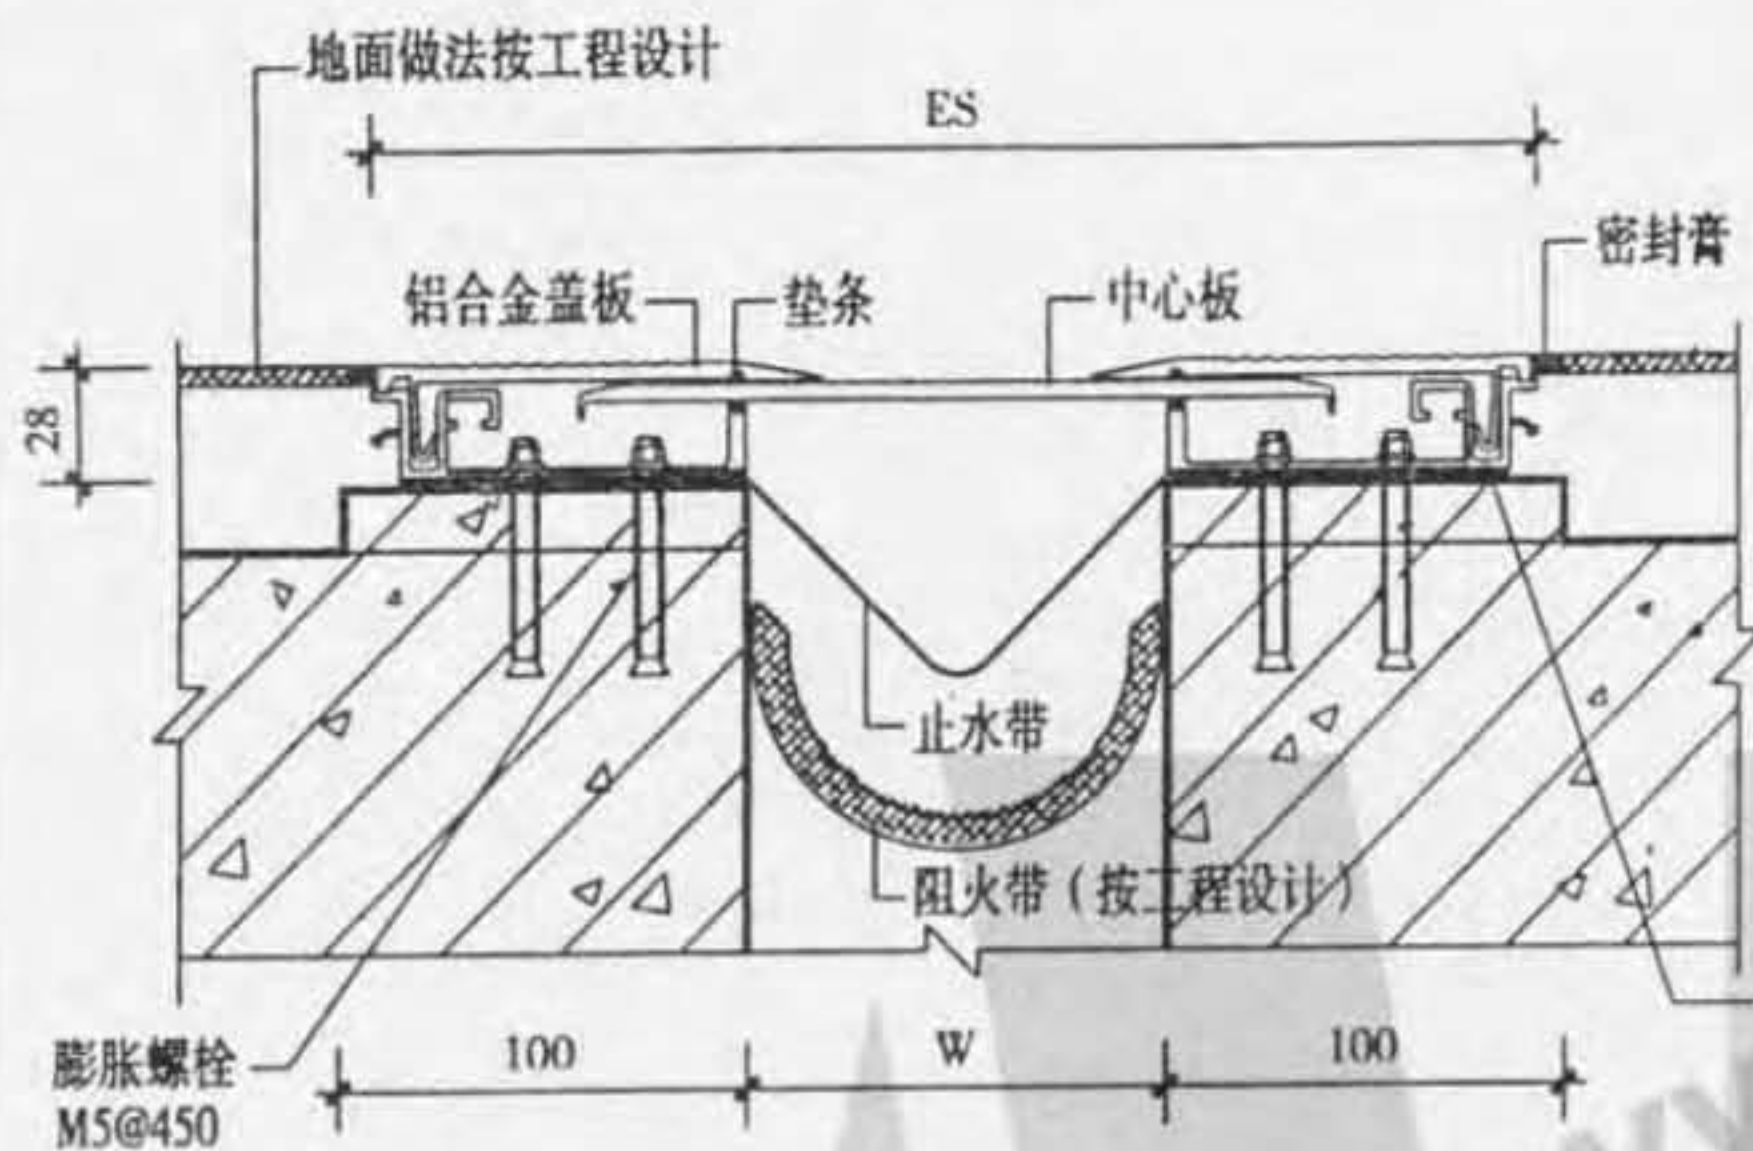 地面做法按工程设计
ES
密封膏
铝合金盖板
垫条
中心板
28
止水带
阻火带（按工程设计）
膨胀螺栓
M5@450
100
W
100